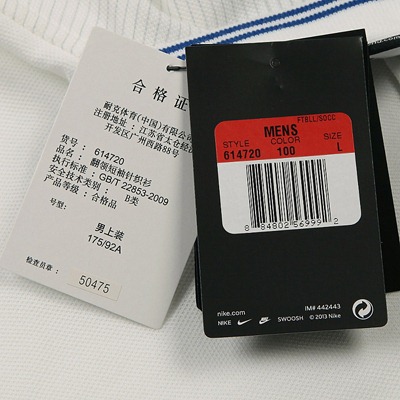 合格证
耐克体育(中国)有限公司
注册地址：江苏省太仓经济
开发区广州西路88号
货号： 614720
品名： 翻领短袖针织衫
执行标准： GB/T 22853-2009
安全技术类别： B类
产品等级： 合格品
号型：
男上装
175/92A
检查员章：
50475
FTBLL/SOCC
MENS
STYLE COLOR SIZE
614720 100 L
8 84802 56999 2
nike.com IM# 442443
NIKE SWOOSH © 2013 Nike